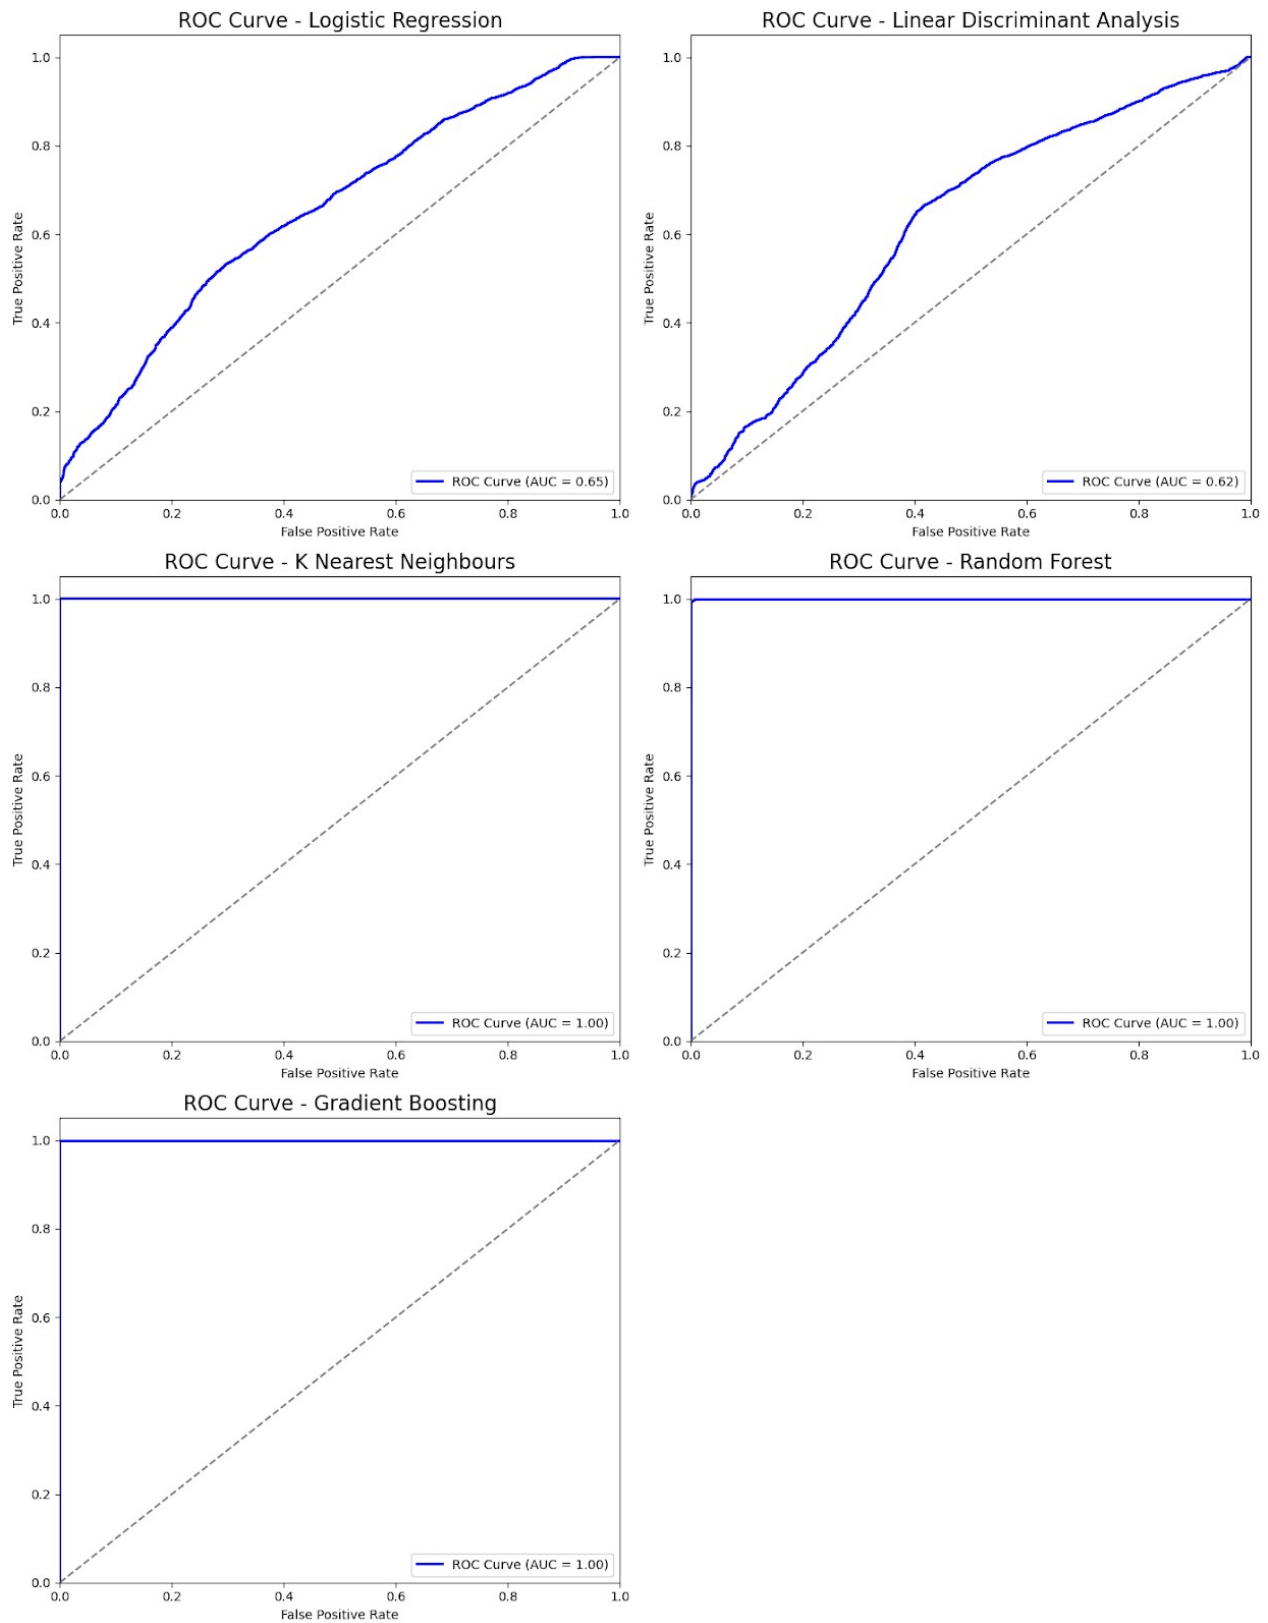 ROC Curve - Logistic Regression
1.0
0.8
0.6
0.4
0.2
0.0
True Positive Rate
ROC Curve (AUC = 0.65)
0.0 0.2 0.4 0.6 0.8 1.0
False Positive Rate
ROC Curve - Linear Discriminant Analysis
1.0
0.8
0.6
0.4
0.2
0.0
True Positive Rate
ROC Curve (AUC = 0.62)
0.0 0.2 0.4 0.6 0.8 1.0
False Positive Rate
ROC Curve - K Nearest Neighbours
1.0
0.8
0.6
0.4
0.2
0.0
True Positive Rate
ROC Curve (AUC = 1.00)
0.0 0.2 0.4 0.6 0.8 1.0
False Positive Rate
ROC Curve - Random Forest
1.0
0.8
0.6
0.4
0.2
0.0
True Positive Rate
ROC Curve (AUC = 1.00)
0.0 0.2 0.4 0.6 0.8 1.0
False Positive Rate
ROC Curve - Gradient Boosting
1.0
0.8
0.6
0.4
0.2
0.0
True Positive Rate
ROC Curve (AUC = 1.00)
0.0 0.2 0.4 0.6 0.8 1.0
False Positive Rate